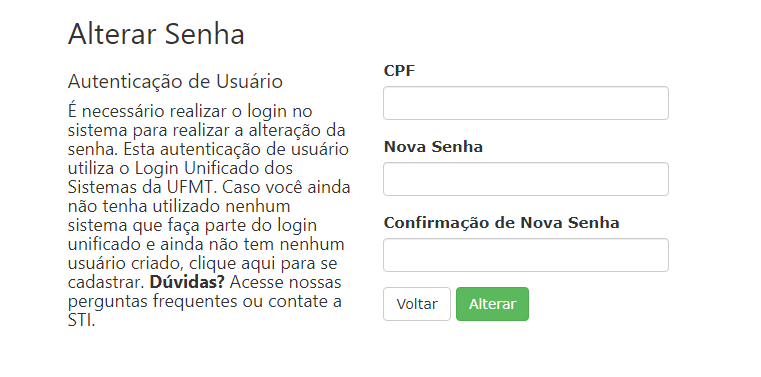 Alterar Senha
Autenticação de Usuário
É necessário realizar o login no
sistema para realizar a alteração da
senha. Esta autenticação de usuário
utiliza o Login Unificado dos
Sistemas da UFMT. Caso você ainda
não tenha utilizado nenhum
sistema que faça parte do login
unificado e ainda não tem nenhum
usuário criado, clique aqui para se
cadastrar. Dúvidas? Acesse nossas
perguntas frequentes ou contate a
STI.
CPF
Nova Senha
Confirmação de Nova Senha
Voltar Alterar